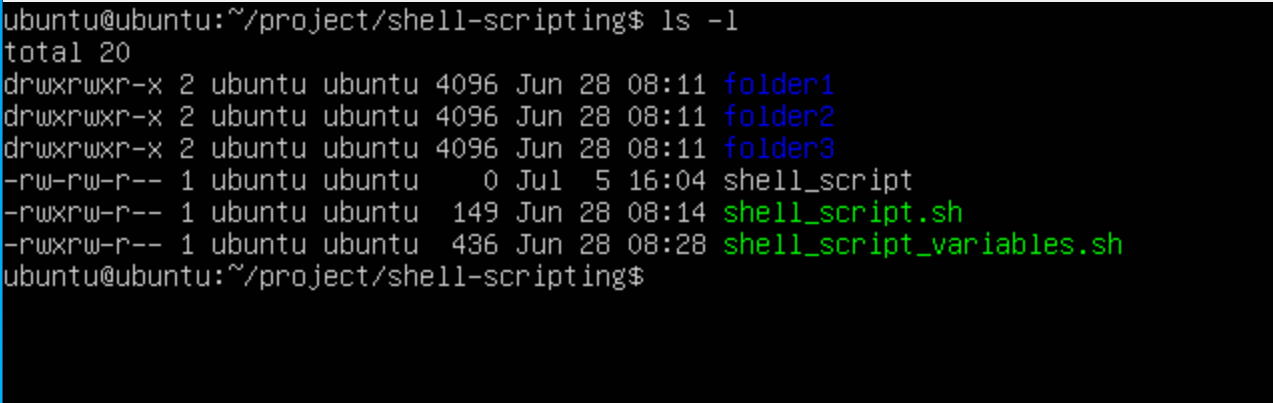 ubuntu@ubuntu:~/project/shell-scripting$ ls -l
total 20
drwxrwxr-x 2 ubuntu ubuntu 4096 Jun 28 08:11 folder1
drwxrwxr-x 2 ubuntu ubuntu 4096 Jun 28 08:11 folder2
drwxrwxr-x 2 ubuntu ubuntu 4096 Jun 28 08:11 folder3
-rw-rw-r-- 1 ubuntu ubuntu    0 Jul  5 16:04 shell_script
-rwxrw-r-- 1 ubuntu ubuntu  149 Jun 28 08:14 shell_script.sh
-rwxrw-r-- 1 ubuntu ubuntu  436 Jun 28 08:28 shell_script_variables.sh
ubuntu@ubuntu:~/project/shell-scripting$